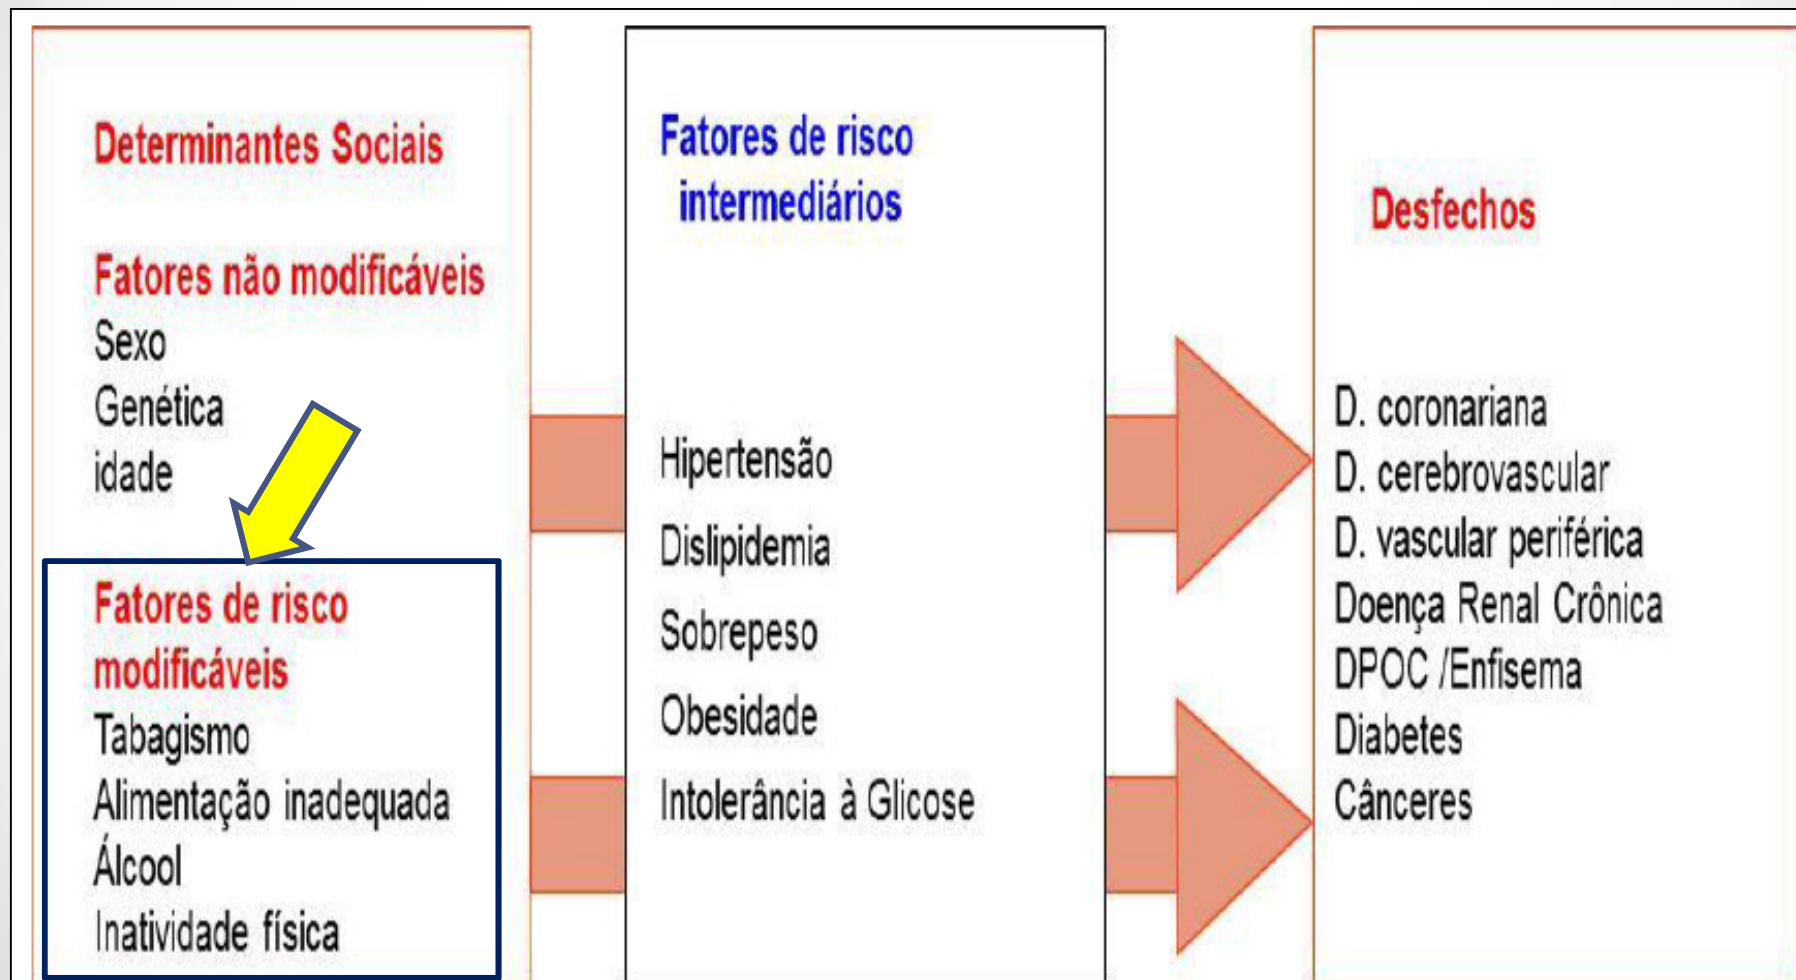 Determinantes Sociais
Fatores não modificáveis
Sexo
Genética
idade
Fatores de risco
modificáveis
Tabagismo
Alimentação inadequada
Álcool
Inatividade física
Fatores de risco
intermediários
Hipertensão
Dislipidemia
Sobrepeso
Obesidade
Intolerância à Glicose
Desfechos
D. coronariana
D. cerebrovascular
D. vascular periférica
Doença Renal Crônica
DPOC /Enfisema
Diabetes
Cânceres